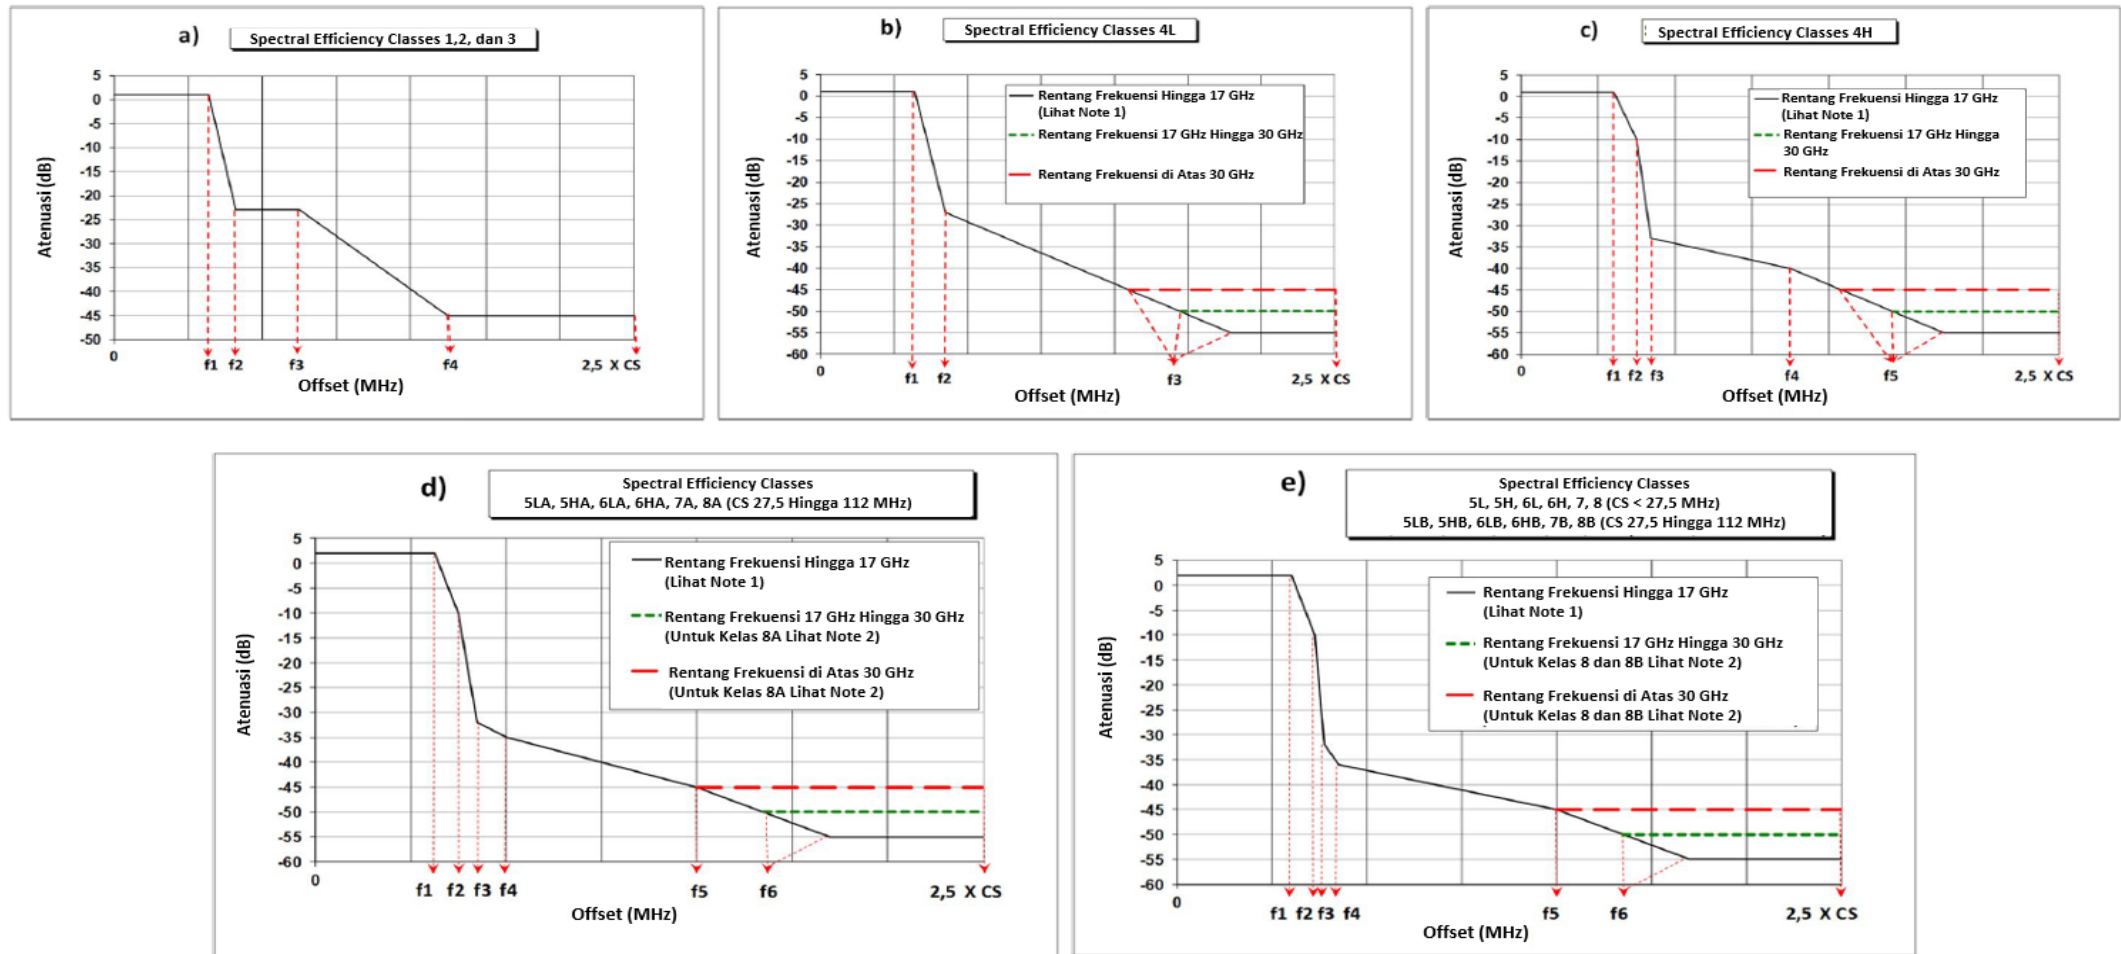 a)
Spectral Efficiency Classes 1,2, dan 3
Atenuasi (dB)
5
0
-5
-10
-15
-20
-25
-30
-35
-40
-45
-50
0
f1
f2
f3
f4
2,5 X CS
Offset (MHz)
b)
Spectral Efficiency Classes 4L
Atenuasi (dB)
5
0
-5
-10
-15
-20
-25
-30
-35
-40
-45
-50
-55
-60
Rentang Frekuensi Hingga 17 GHz
(Lihat Note 1)
Rentang Frekuensi 17 GHz Hingga 30 GHz
Rentang Frekuensi di Atas 30 GHz
0
f1
f2
f3
2,5 X CS
Offset (MHz)
c)
Spectral Efficiency Classes 4H
Atenuasi (dB)
5
0
-5
-10
-15
-20
-25
-30
-35
-40
-45
-50
-55
-60
Rentang Frekuensi Hingga 17 GHz
(Lihat Note 1)
Rentang Frekuensi 17 GHz Hingga
30 GHz
Rentang Frekuensi di Atas 30 GHz
0
f1
f2
f3
f4
f5
2,5 X CS
Offset (MHz)
d)
Spectral Efficiency Classes
5LA, 5HA, 6LA, 6HA, 7A, 8A (CS 27,5 Hingga 112 MHz)
Atenuasi (dB)
5
0
-5
-10
-15
-20
-25
-30
-35
-40
-45
-50
-55
-60
Rentang Frekuensi Hingga 17 GHz
(Lihat Note 1)
Rentang Frekuensi 17 GHz Hingga 30 GHz
(Untuk Kelas 8A Lihat Note 2)
Rentang Frekuensi di Atas 30 GHz
(Untuk Kelas 8A Lihat Note 2)
0
f1
f2
f3
f4
f5
f6
2,5 X CS
Offset (MHz)
e)
Spectral Efficiency Classes
5L, 5H, 6L, 6H, 7, 8 (CS < 27,5 MHz)
5LB, 5HB, 6LB, 6HB, 7B, 8B (CS 27,5 Hingga 112 MHz)
Atenuasi (dB)
5
0
-5
-10
-15
-20
-25
-30
-35
-40
-45
-50
-55
-60
Rentang Frekuensi Hingga 17 GHz
(Lihat Note 1)
Rentang Frekuensi 17 GHz Hingga 30 GHz
(Untuk Kelas 8 dan 8B Lihat Note 2)
Rentang Frekuensi di Atas 30 GHz
(Untuk Kelas 8 dan 8B Lihat Note 2)
0
f1
f2
f3
f4
f5
f6
2,5 X CS
Offset (MHz)